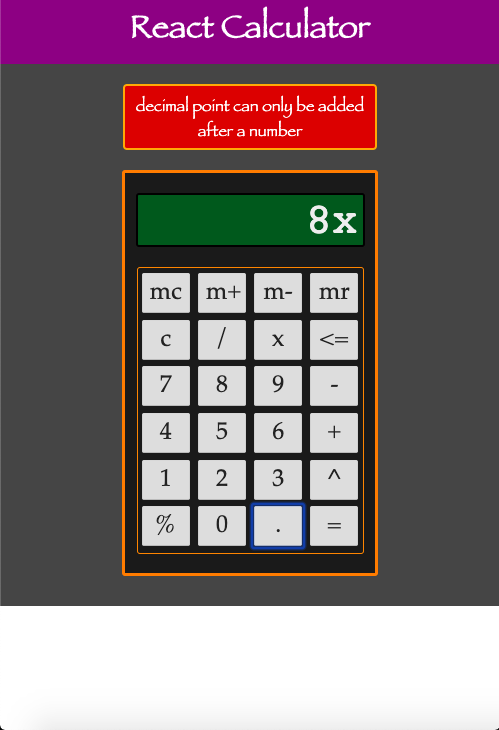 React Calculator
decimal point can only be added
after a number
8x
mc m+ m- mr
c / x <=
7 8 9 -
4 5 6 +
1 2 3 ^
% 0 . =